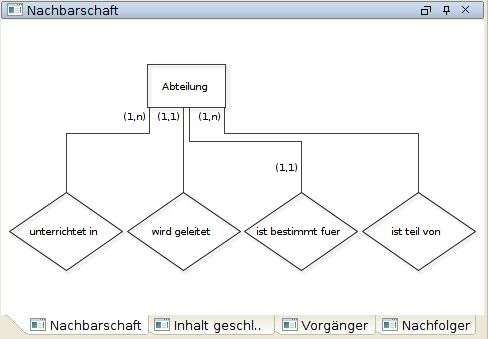 Nachbarschaft
Abteilung
(1,n) (1,1) (1,n)
(1,1)
unterrichtet in wird geleitet ist bestimmt fuer ist teil von
Nachbarschaft Inhalt geschl.. Vorgänger Nachfolger